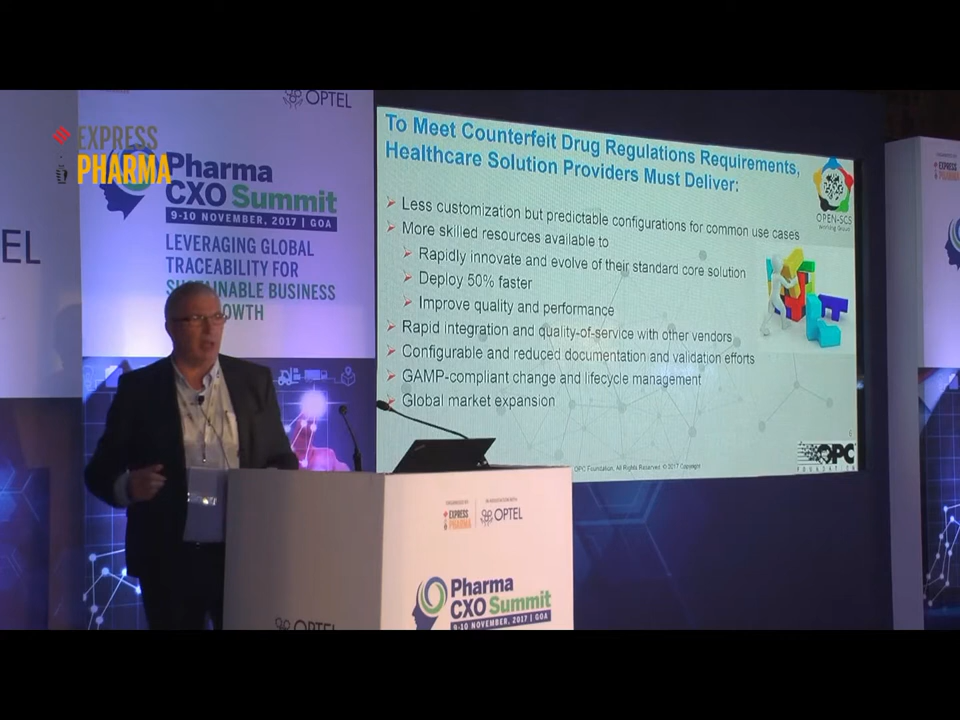 EXPRESS
PHARMA
OPTEL
Pharma
CXO Summit
9-10 NOVEMBER, 2017 | GOA
LEVERAGING GLOBAL
TRACEABILITY FOR
BUSINESS
To Meet Counterfeit Drug Regulations Requirements,
Healthcare Solution Providers Must Deliver:
OPEN-SCS
Working Group
Less customization but predictable configurations for common use cases
More skilled resources available to
Rapidly innovate and evolve of their standard core solution
Deploy 50% faster
Improve quality and performance
Rapid integration and quality-of-service with other vendors
Configurable and reduced documentation and validation efforts
GAMP-compliant change and lifecycle management
Global market expansion
OPC Foundation, All Rights Reserved. © 2017 Copyright
OPC
FOUNDATION
EXPRESS
PHARMA
OPTEL
Pharma
CXO Summit
9-10 NOVEMBER, 2017 | GOA
OPTEL
EXPRESS